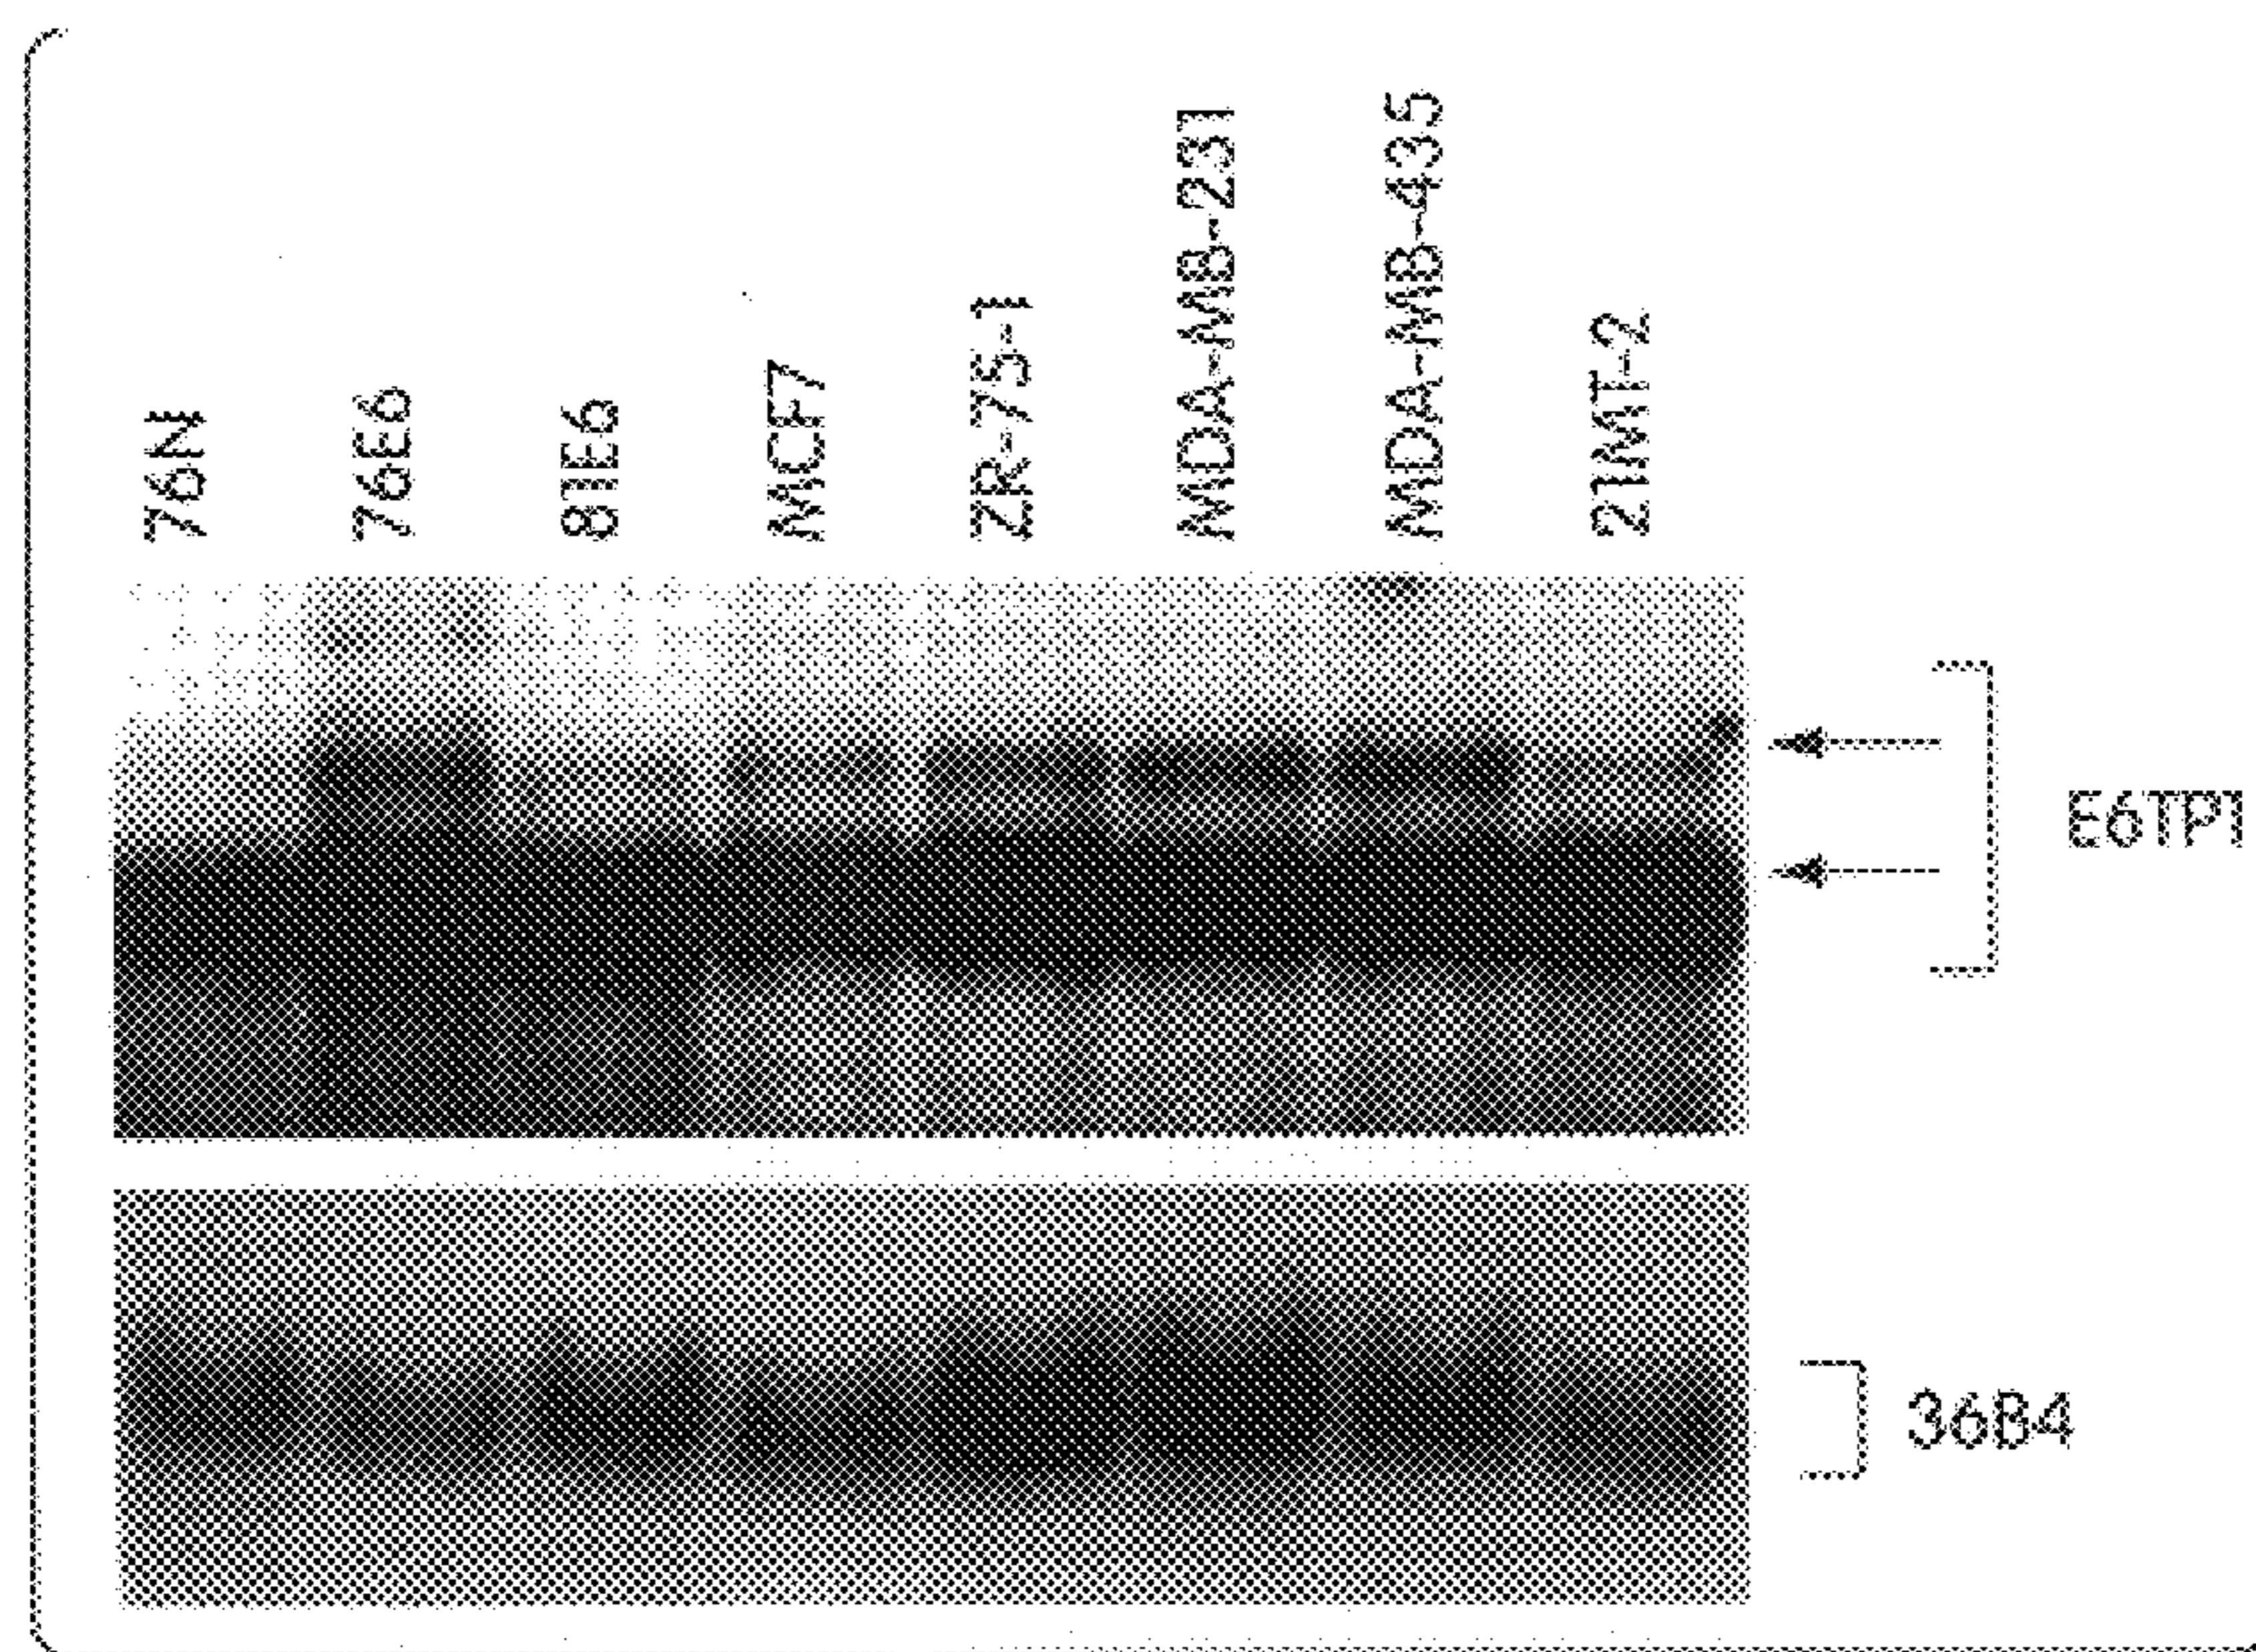 76N
76E6
81E6
MCF7
ZR-75-1
MDA-MB-231
MDA-MB-435
21MT-2
E6TP1
36B4